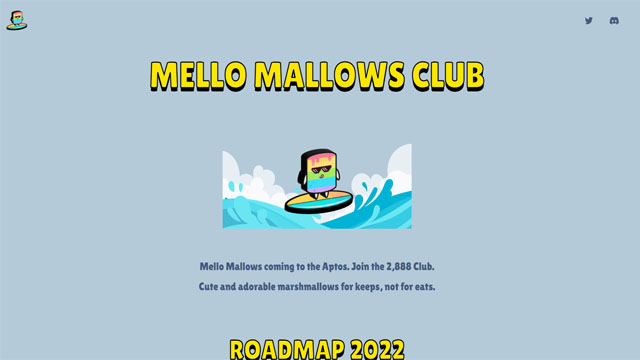 MELLO MALLOWS CLUB
Mello Mallows coming to the Aptos. Join the 2,888 Club.
Cute and adorable marshmallows for keeps, not for eats.
ROADMAP 2022